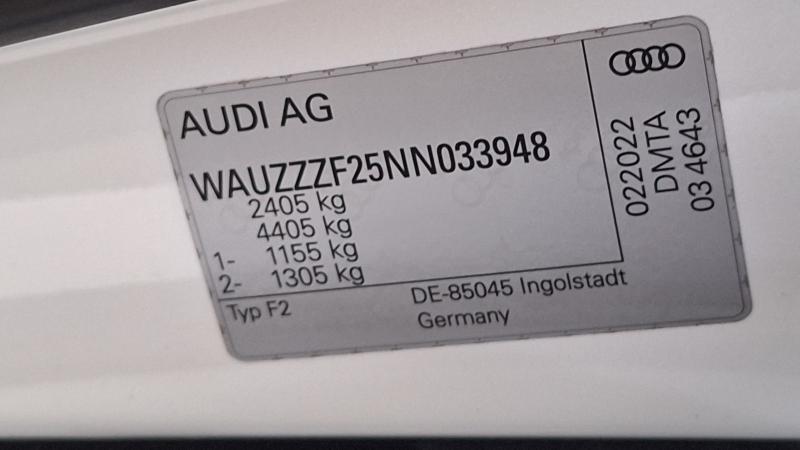 AUDI AG
WAUZZZF25NN033948
2405 kg
4405 kg
1- 1155 kg
2- 1305 kg
Typ F2
DE-85045 Ingolstadt
Germany
022022
DMTA
03 4643